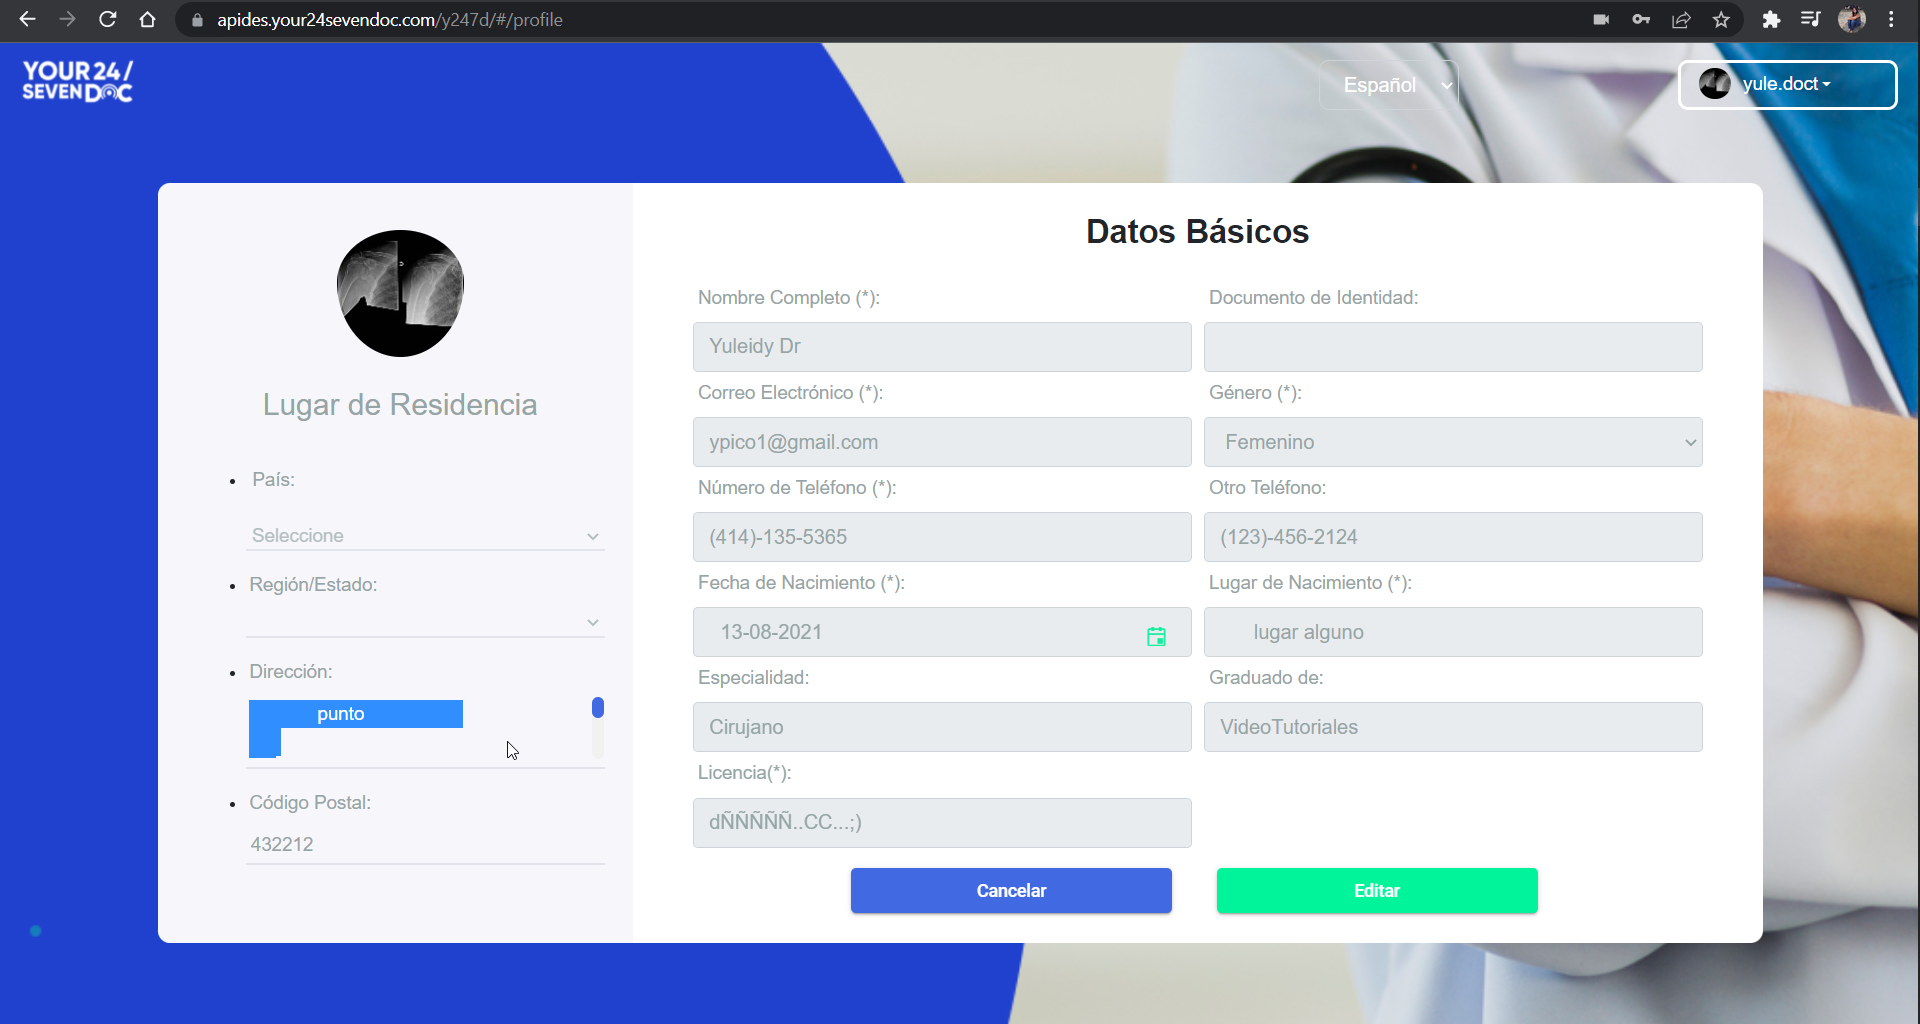 apides.your24sevendoc.com/y247d/#/profile
YOUR 24/
SEVEN DOC
Español
yule.doct
Lugar de Residencia
País:
Seleccione
Región/Estado:
Dirección:
punto
Código Postal:
432212
Datos Básicos
Nombre Completo (*):
Documento de Identidad:
Yuleidy Dr
Correo Electrónico (*):
Género (*):
ypico1@gmail.com
Femenino
Número de Teléfono (*):
Otro Teléfono:
(414)-135-5365
(123)-456-2124
Fecha de Nacimiento (*):
Lugar de Nacimiento (*):
13-08-2021
lugar alguno
Especialidad:
Graduado de:
Cirujano
VideoTutoriales
Licencia(*):
dÑÑÑÑÑ..CC...;)
Cancelar
Editar